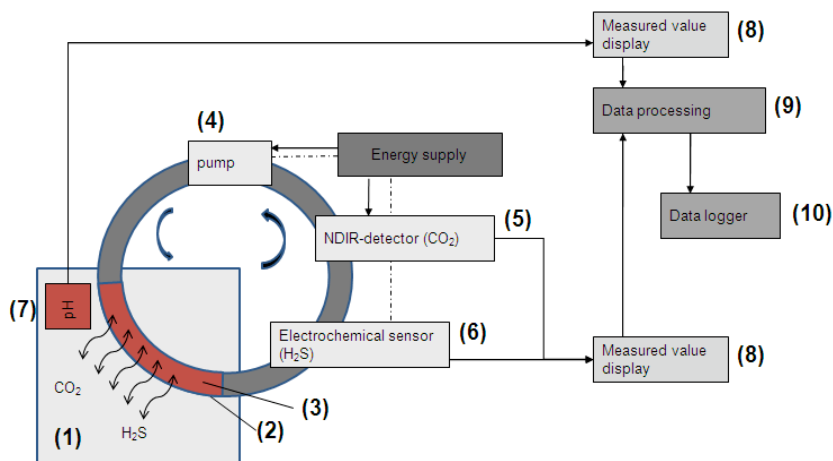 Measured value
display
(8)
(4)
Data processing
(9)
pump
Energy supply
Data logger
(10)
(5)
NDIR-detector (CO₂)
(7)
pH
(6)
Electrochemical sensor
(H₂S)
Measured value
display
(8)
CO₂
(3)
(2)
(1)
H₂S